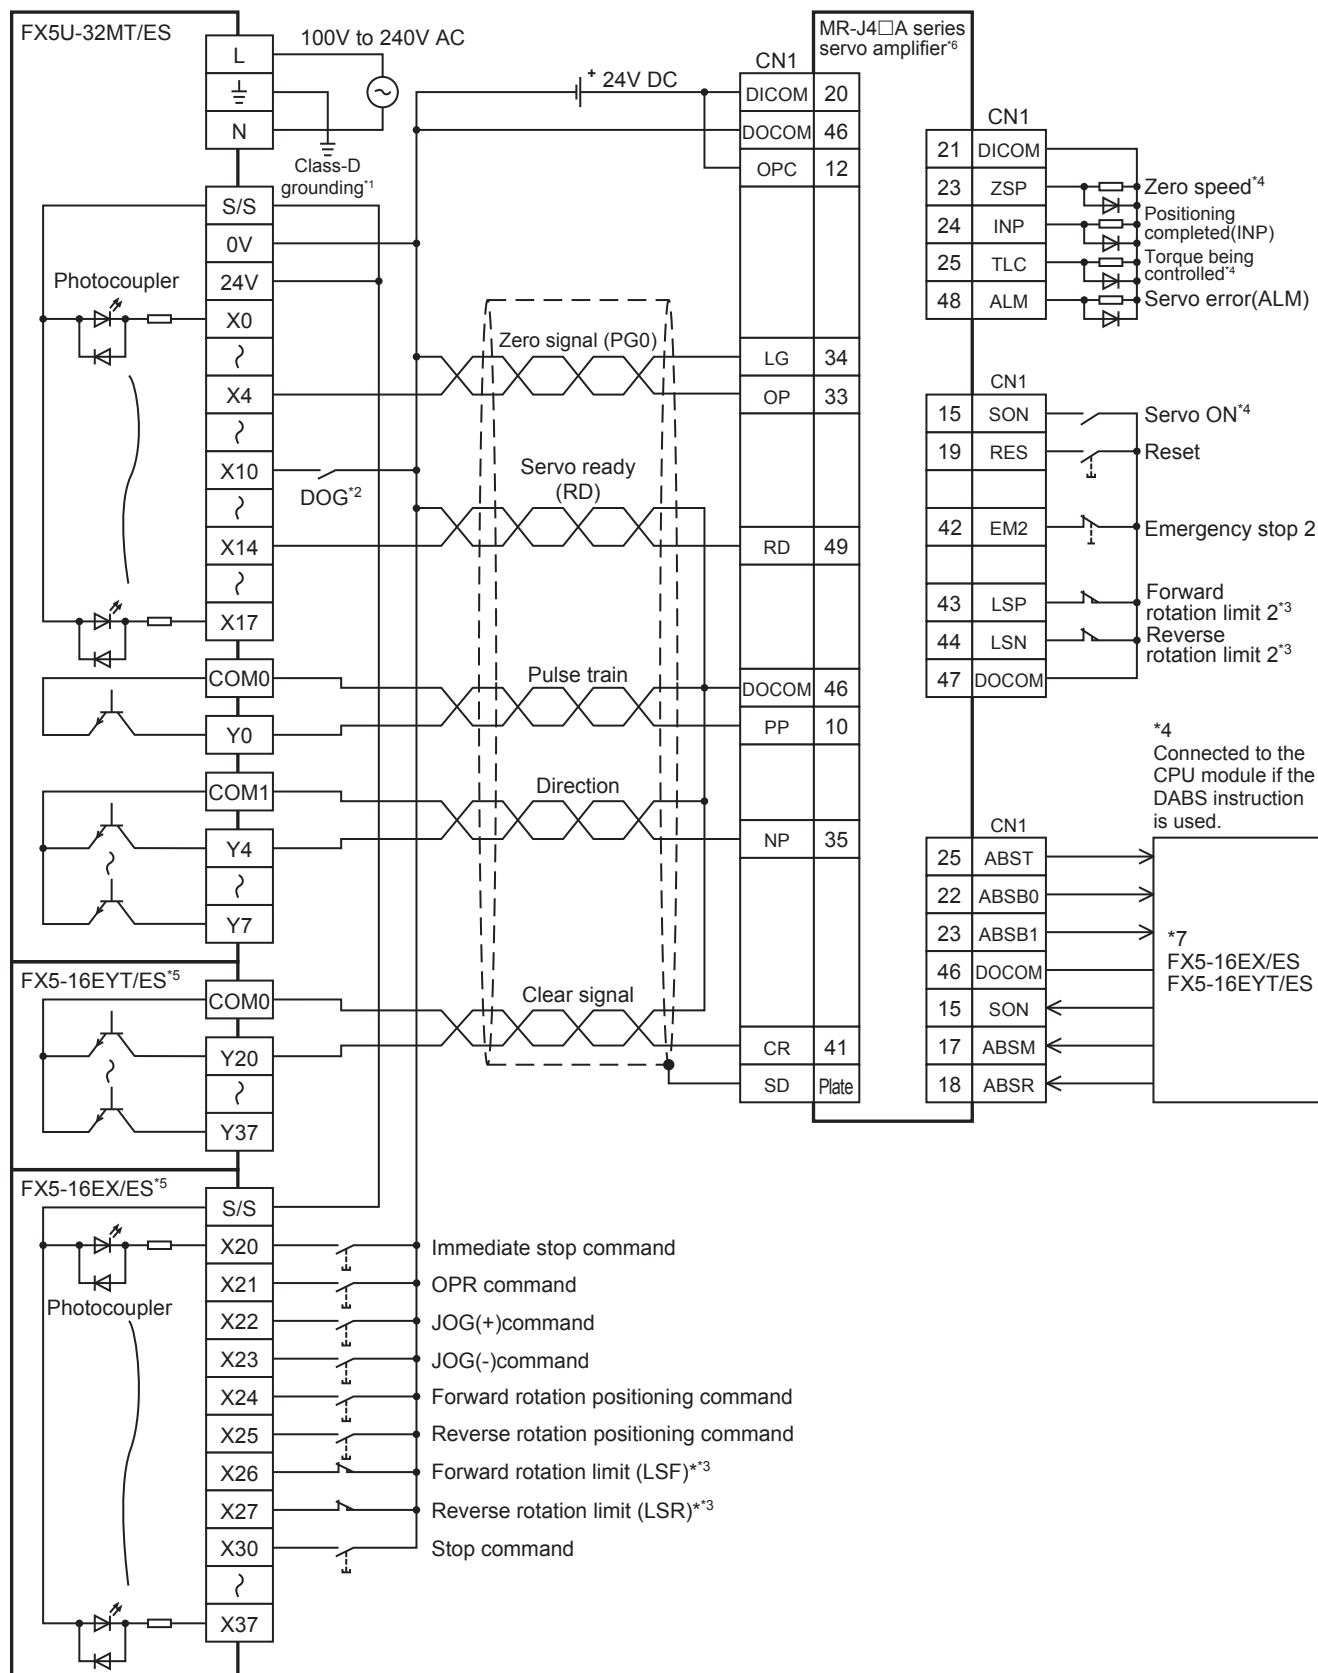 FX5U-32MT/ES
L
N
100V to 240V AC
Class-D
grounding*1
S/S
0V
24V
X0
X4
X10
X14
X17
COM0
Y0
COM1
Y4
Y7
Photocoupler
DOG*2
+ 24V DC
Zero signal (PG0)
Servo ready
(RD)
Pulse train
Direction
Clear signal
MR-J4□A series
servo amplifier*6
CN1
DICOM 20
DOCOM 46
OPC 12
LG 34
OP 33
RD 49
DOCOM 46
PP 10
NP 35
CR 41
SD Plate
CN1
21 DICOM
23 ZSP Zero speed*4
24 INP Positioning
completed(INP)
25 TLC Torque being
controlled*4
48 ALM Servo error(ALM)
CN1
15 SON Servo ON*4
19 RES Reset
42 EM2 Emergency stop 2
43 LSP Forward
rotation limit 2*3
44 LSN Reverse
rotation limit 2*3
47 DOCOM
*4
Connected to the
CPU module if the
DABS instruction
is used.
CN1
25 ABST
22 ABSB0
23 ABSB1
46 DOCOM
15 SON
17 ABSM
18 ABSR
*7
FX5-16EX/ES
FX5-16EYT/ES
FX5-16EYT/ES*5
COM0
Y20
Y37
FX5-16EX/ES*5
S/S
Photocoupler
X20 Immediate stop command
X21 OPR command
X22 JOG(+)command
X23 JOG(-)command
X24 Forward rotation positioning command
X25 Reverse rotation positioning command
X26 Forward rotation limit (LSF)**3
X27 Reverse rotation limit (LSR)**3
X30 Stop command
X37